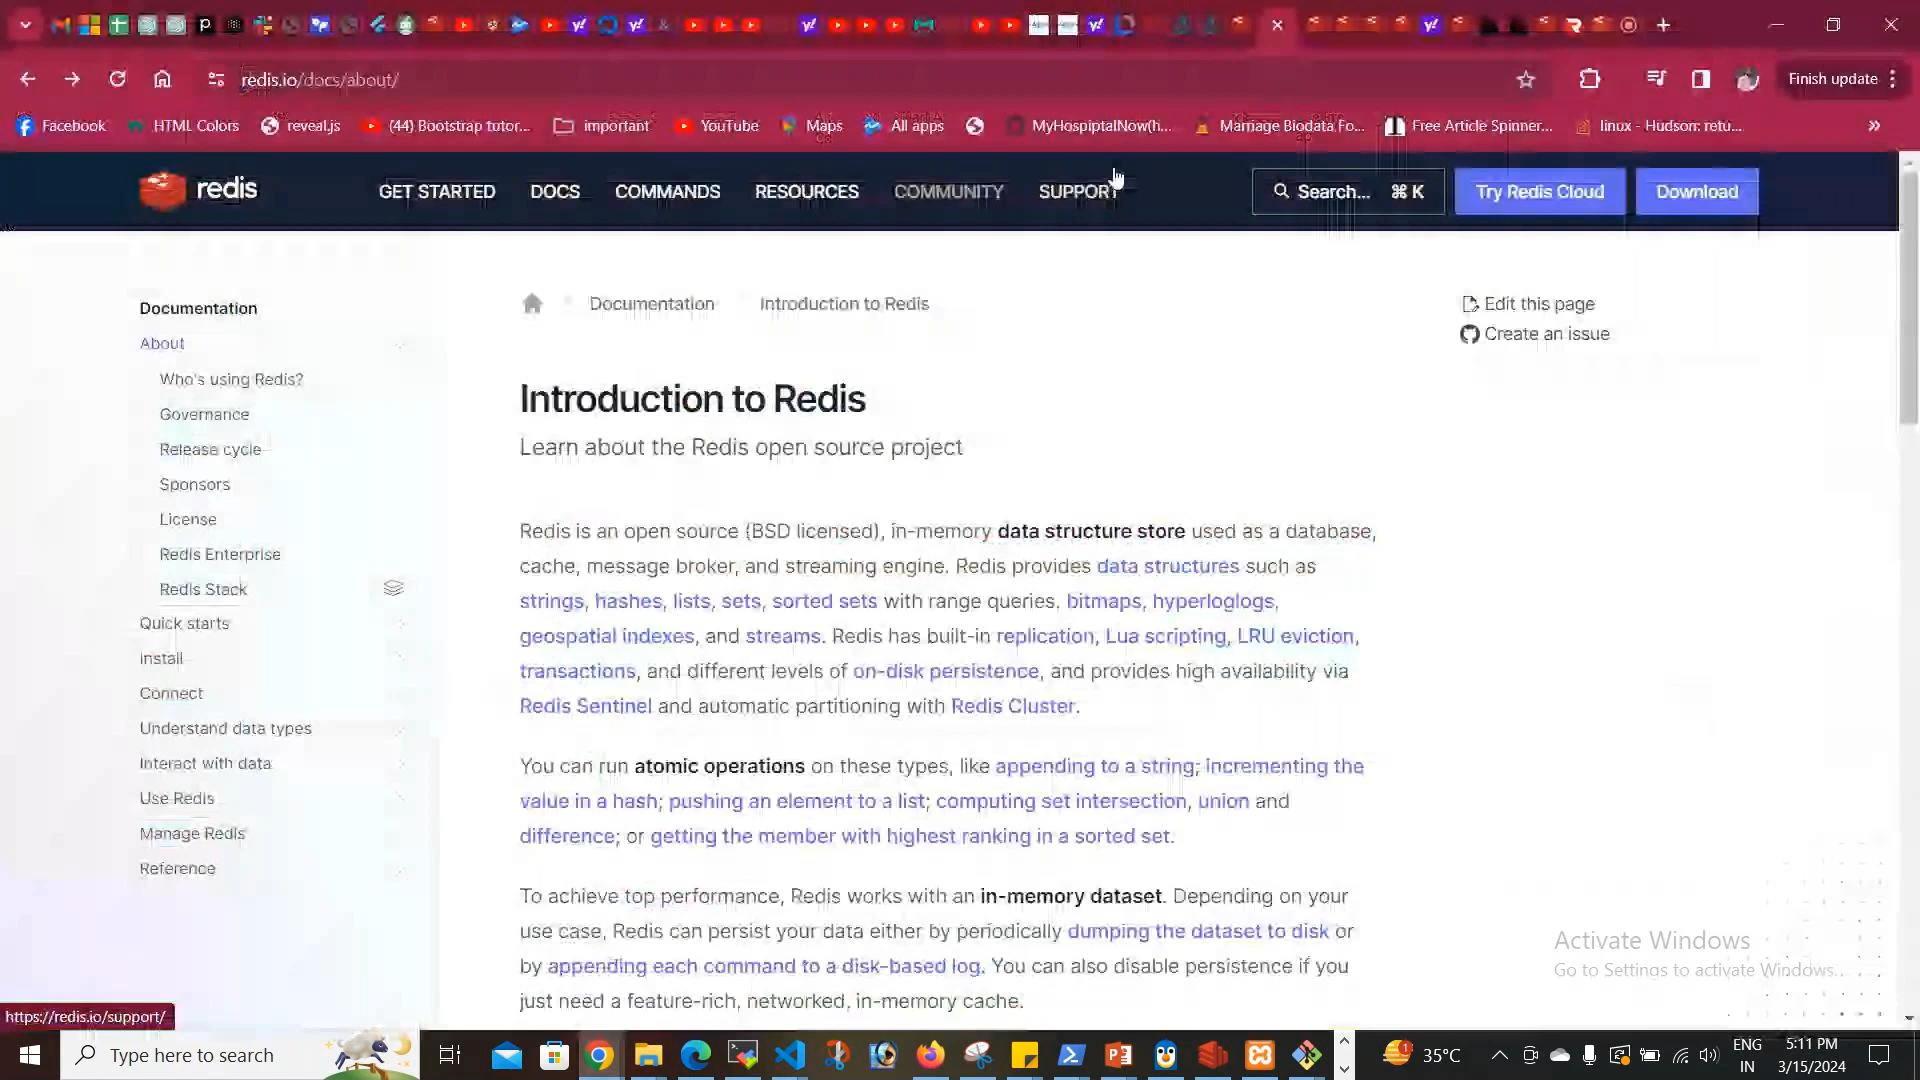 redis.io/docs/about/
Finish update
Facebook
HTML Colors
reveal.js
(44) Bootstrap tutor...
important
YouTube
Maps
All apps
MyHospiptalNow(h...
Marriage Biodata Fo...
Free Article Spinner...
linux - Hudson: retu...
redis
GET STARTED
DOCS
COMMANDS
RESOURCES
COMMUNITY
SUPPORT
Search... ⌘ K
Try Redis Cloud
Download
Documentation
About
Who's using Redis?
Governance
Release cycle
Sponsors
License
Redis Enterprise
Redis Stack
Quick starts
Install
Connect
Understand data types
Interact with data
Use Redis
Manage Redis
Reference
Documentation
Introduction to Redis
Edit this page
Create an issue
Introduction to Redis
Learn about the Redis open source project
Redis is an open source (BSD licensed), in-memory data structure store used as a database,
cache, message broker, and streaming engine. Redis provides data structures such as
strings, hashes, lists, sets, sorted sets with range queries, bitmaps, hyperloglogs,
geospatial indexes, and streams. Redis has built-in replication, Lua scripting, LRU eviction,
transactions, and different levels of on-disk persistence, and provides high availability via
Redis Sentinel and automatic partitioning with Redis Cluster.
You can run atomic operations on these types, like appending to a string; incrementing the
value in a hash; pushing an element to a list; computing set intersection, union and
difference; or getting the member with highest ranking in a sorted set.
To achieve top performance, Redis works with an in-memory dataset. Depending on your
use case, Redis can persist your data either by periodically dumping the dataset to disk or
by appending each command to a disk-based log. You can also disable persistence if you
just need a feature-rich, networked, in-memory cache.
Activate Windows
Go to Settings to activate Windows.
https://redis.io/support/
Type here to search
35°C
ENG
IN
5:11 PM
3/15/2024